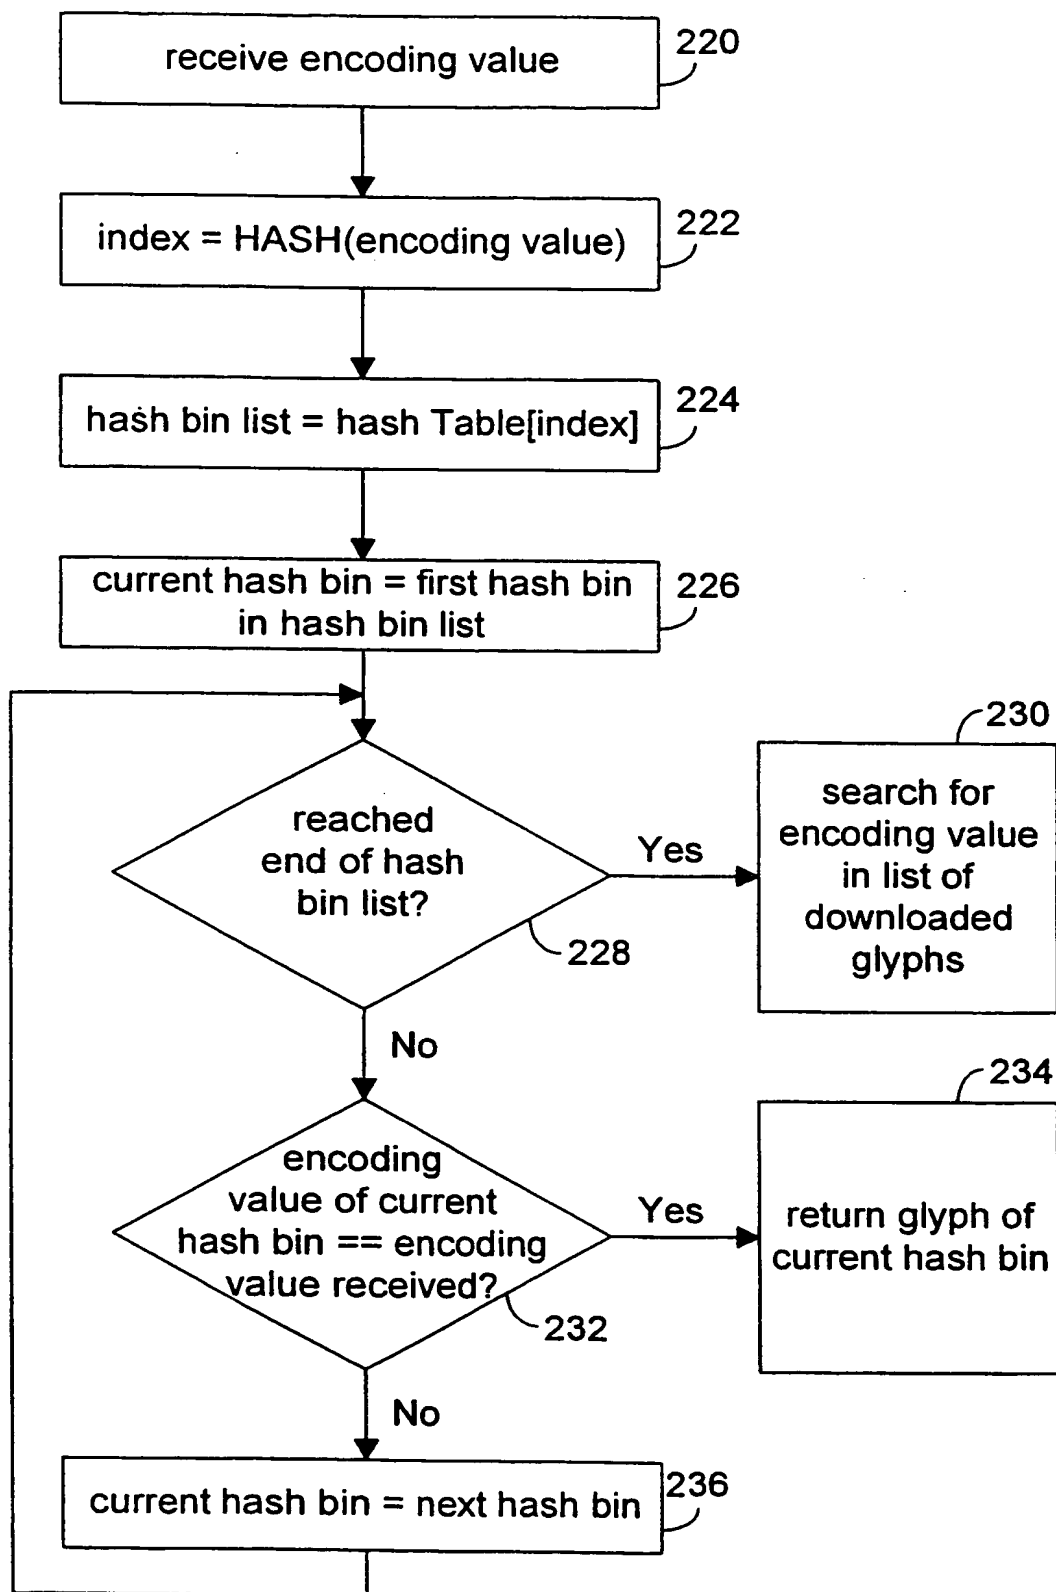 receive encoding value
220
index = HASH(encoding value)
222
hash bin list = hash Table[index]
224
current hash bin = first hash bin
in hash bin list
226
reached
end of hash
bin list?
228
Yes
230
search for
encoding value
in list of
downloaded
glyphs
No
encoding
value of current
hash bin == encoding
value received?
232
Yes
234
return glyph of
current hash bin
No
current hash bin = next hash bin
236